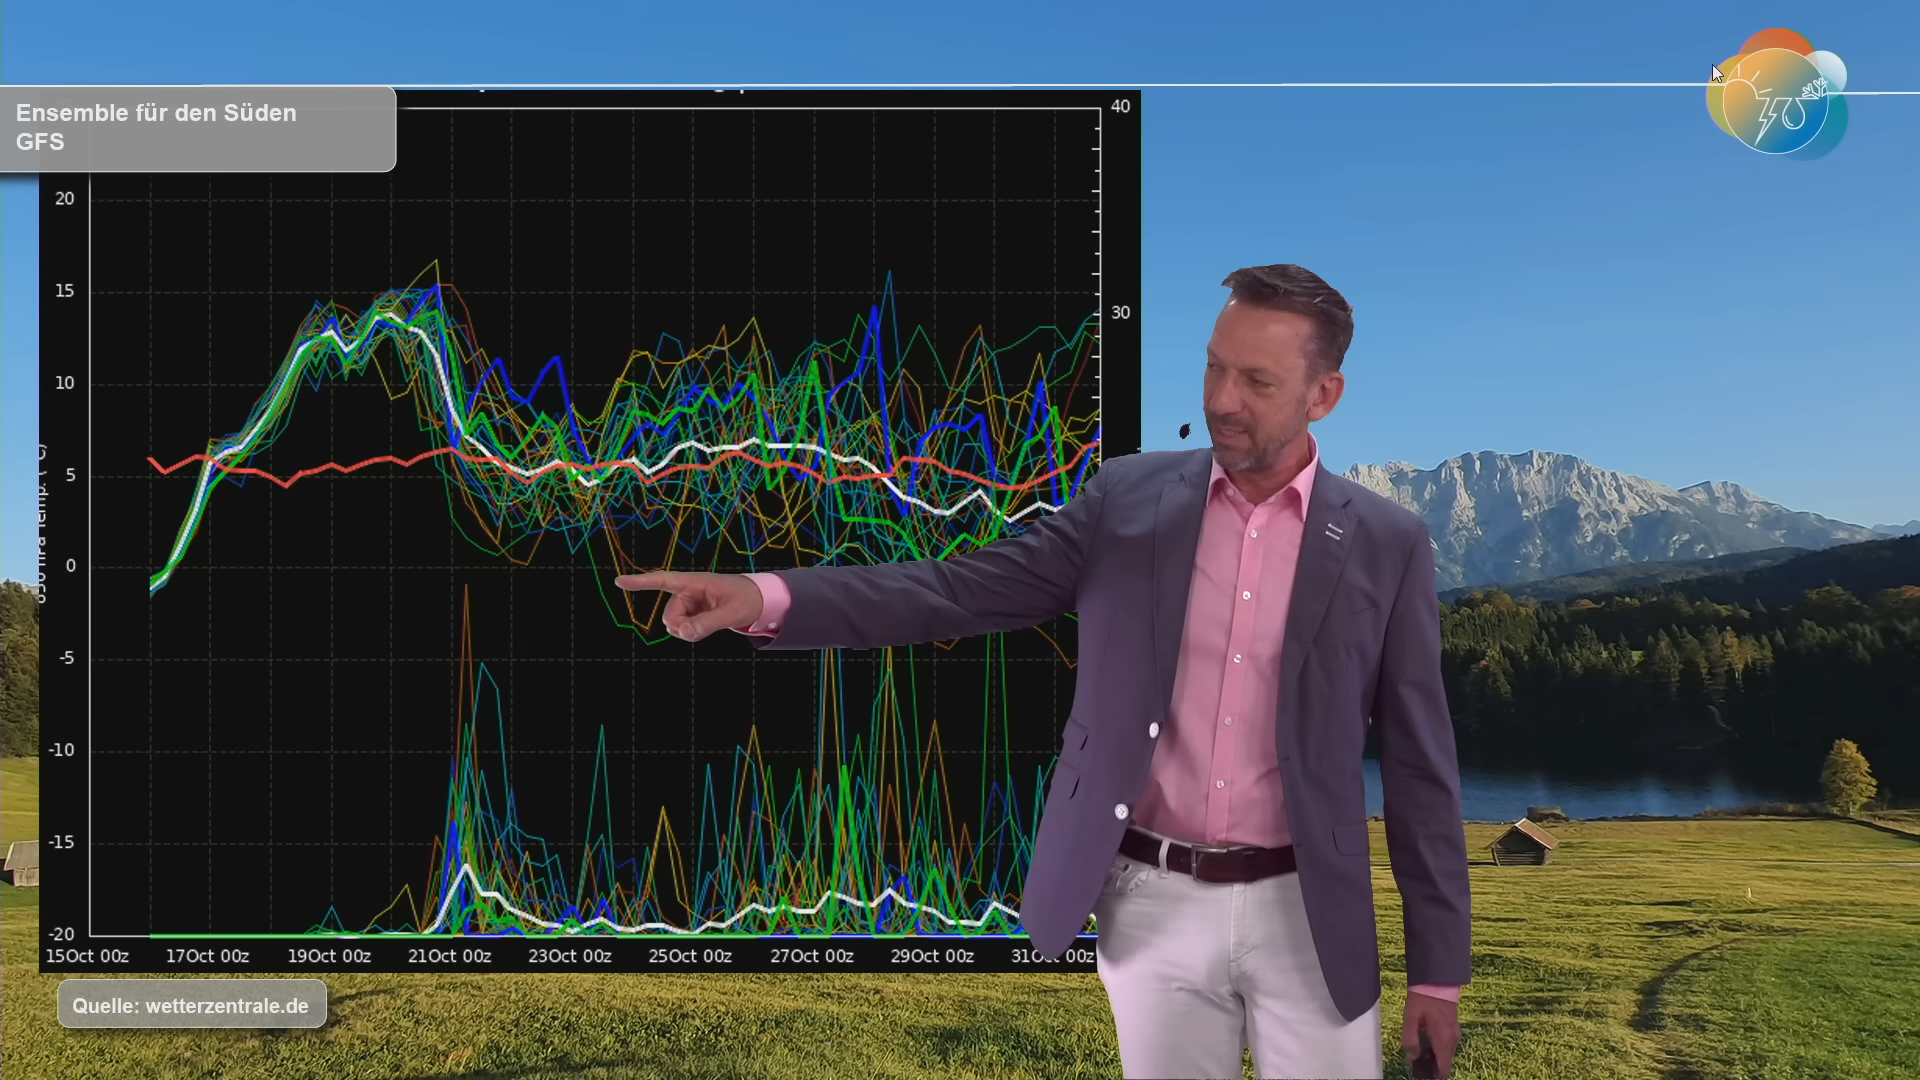 Ensemble für den Süden
GFS
40
20
15
30
10
5
0
-5
-10
-15
-20
15Oct 00z 17Oct 00z 19Oct 00z 21Oct 00z 23Oct 00z 25Oct 00z 27Oct 00z 29Oct 00z 31Oct 00z
Quelle: wetterzentrale.de